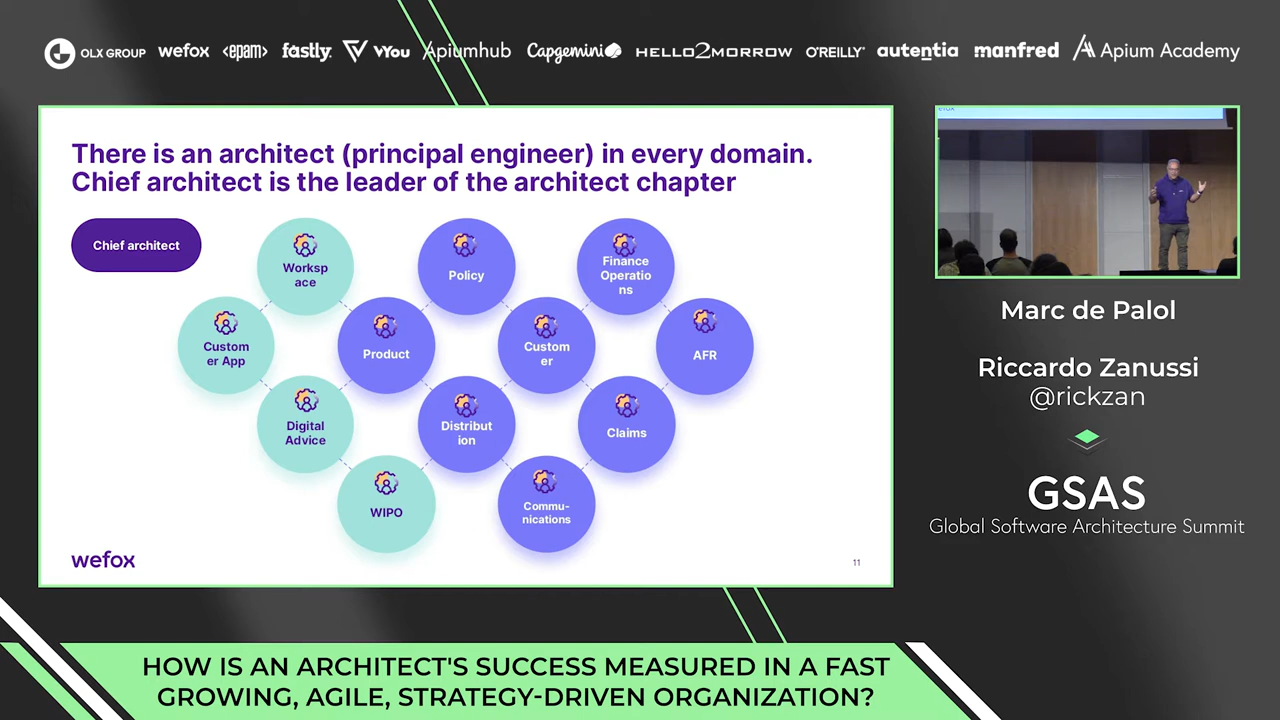 OLX GROUP wefox <epam> fastly. VYou Apiumhub Capgemini HELLO2MORROW O'REILLY® autentia manfred Apium Academy
There is an architect (principal engineer) in every domain.
Chief architect is the leader of the architect chapter
Chief architect
Worksp
ace
Policy
Finance
Operatio
ns
Custom
er App
Product
Custom
er
AFR
Digital
Advice
Distribut
ion
Claims
WIPO
Commu-
nications
wefox
11
Marc de Palol
Riccardo Zanussi
@rickzan
GSAS
Global Software Architecture Summit
HOW IS AN ARCHITECT'S SUCCESS MEASURED IN A FAST
GROWING, AGILE, STRATEGY-DRIVEN ORGANIZATION?